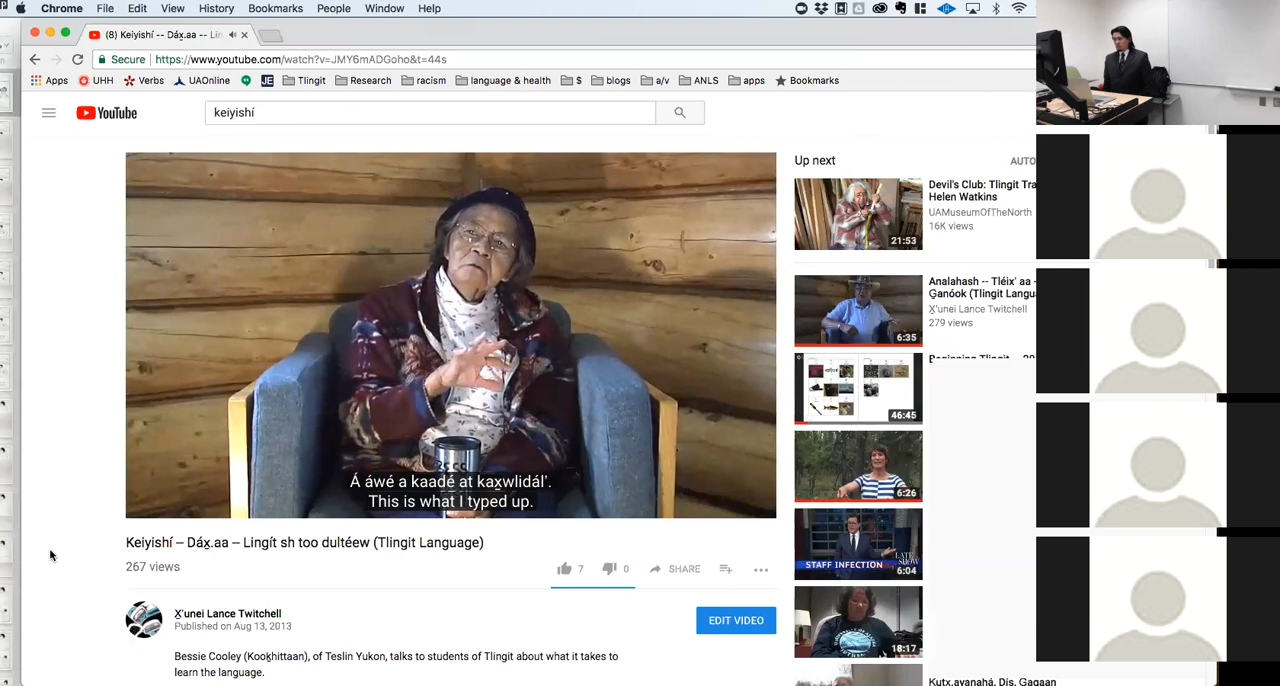 Chrome File Edit View History Bookmarks People Window Help
(8) Keiyishí -- Dáx̱.aa -- Lin
Secure https://www.youtube.com/watch?v=JMY6mADGoho&t=44s
Apps UHH Verbs UAOnline JE Tlingit Research racism language & health $ blogs a/v ANLS apps Bookmarks
YouTube
keiyishí
Á áwé a kaadé at kax̱wlidál'.
This is what I typed up.
Keiyishí – Dáx̱.aa – Lingít sh too dultéew (Tlingit Language)
267 views
7 0 SHARE
X̱'unei Lance Twitchell
Published on Aug 13, 2013
EDIT VIDEO
Bessie Cooley (Kooḵhittaan), of Teslin Yukon, talks to students of Tlingit about what it takes to
learn the language.
Up next AUTO
Devil's Club: Tlingit Tra
Helen Watkins
UAMuseumOfTheNorth
16K views
21:53
Analahash -- Tléix' aa -
G̱anóok (Tlingit Langu
X̱'unei Lance Twitchell
279 views
6:35
46:45
6:26
STAFF INFECTION
LATE SHOW
6:04
18:17